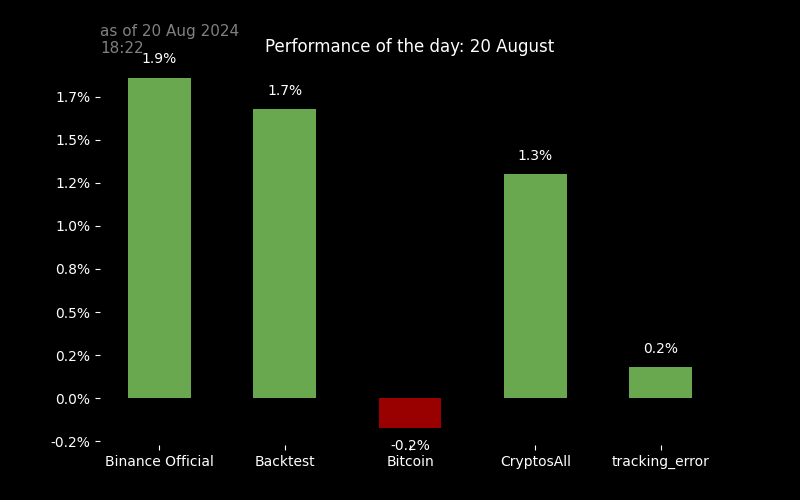 as of 20 Aug 2024
18:22
Performance of the day: 20 August
1.9%
1.7%
1.3%
0.2%
-0.2%
1.7%
1.5%
1.2%
1.0%
0.8%
0.5%
0.2%
0.0%
-0.2%
Binance Official
Backtest
Bitcoin
CryptosAll
tracking_error